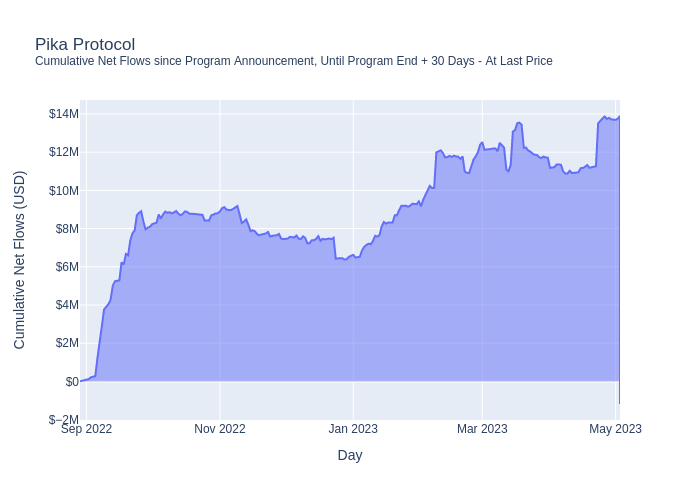 Pika Protocol
Cumulative Net Flows since Program Announcement, Until Program End + 30 Days - At Last Price
$14M
$12M
$10M
$8M
$6M
$4M
$2M
$0
$−2M
Cumulative Net Flows (USD)
Sep 2022
Nov 2022
Jan 2023
Mar 2023
May 2023
Day